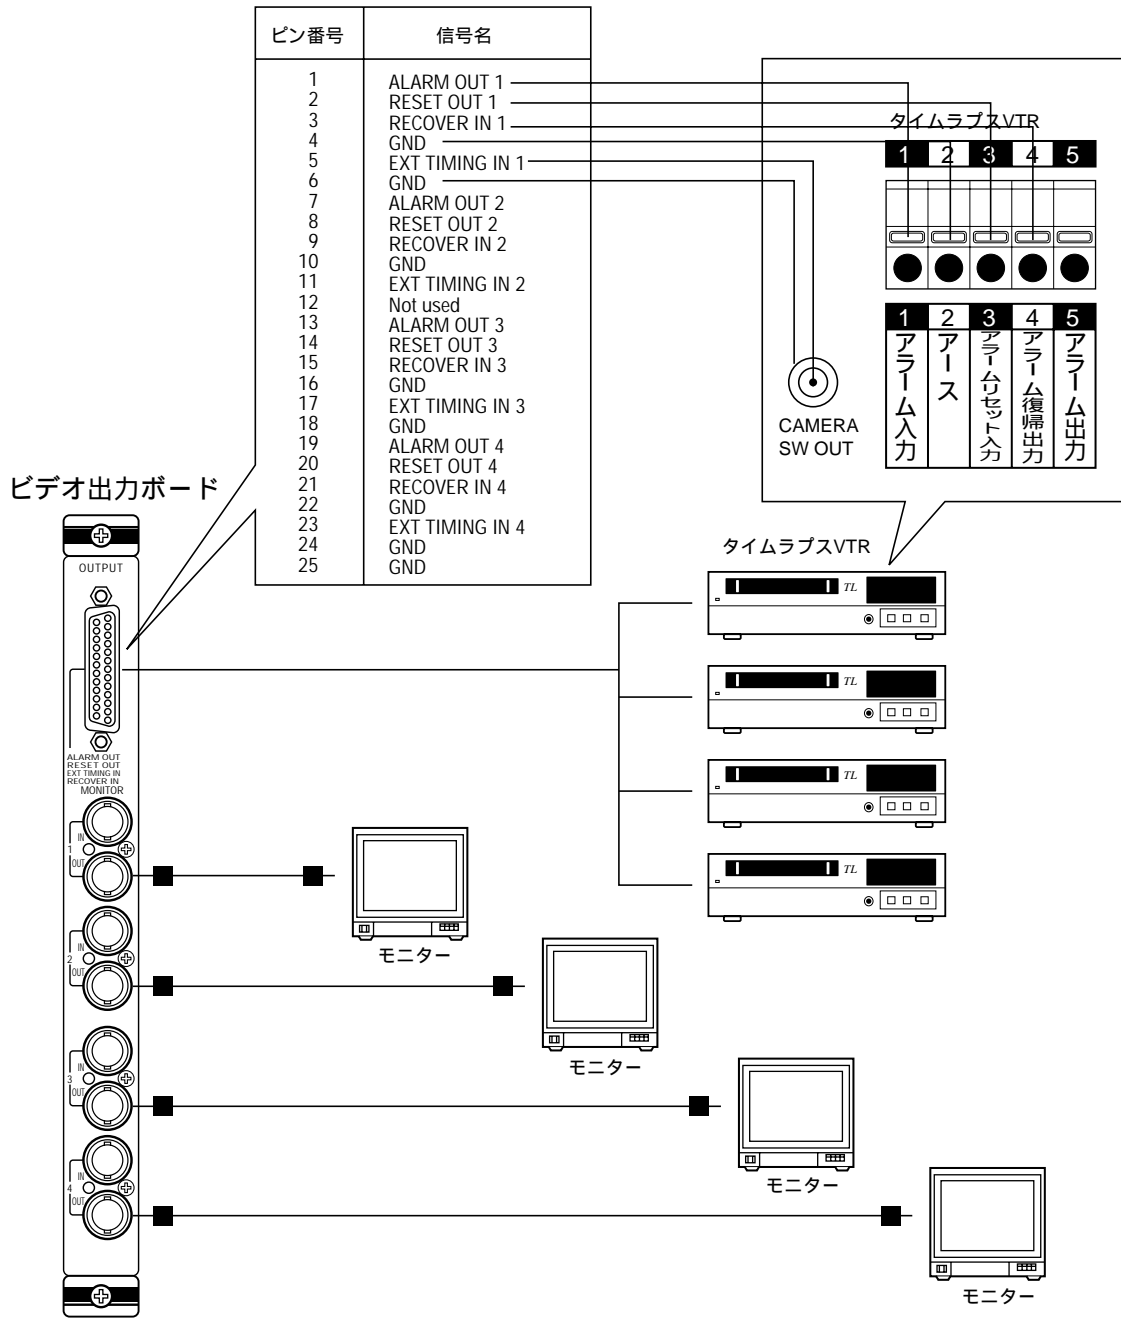 ピン番号 信号名
1 ALARM OUT 1
2 RESET OUT 1
3 RECOVER IN 1
4 GND
5 EXT TIMING IN 1
6 GND
7 ALARM OUT 2
8 RESET OUT 2
9 RECOVER IN 2
10 GND
11 EXT TIMING IN 2
12 Not used
13 ALARM OUT 3
14 RESET OUT 3
15 RECOVER IN 3
16 GND
17 EXT TIMING IN 3
18 GND
19 ALARM OUT 4
20 RESET OUT 4
21 RECOVER IN 4
22 GND
23 EXT TIMING IN 4
24 GND
25 GND
タイムラプスVTR
1 2 3 4 5
1 2 3 4 5
アラーム入力
アース
アラームリセット入力
アラーム復帰出力
アラーム出力
CAMERA
SW OUT
ビデオ出力ボード
OUTPUT
ALARM OUT
RESET OUT
EXT TIMING IN
RECOVER IN
MONITOR
IN
1
OUT
IN
2
OUT
IN
3
OUT
IN
4
OUT
タイムラプスVTR
TL
TL
TL
TL
モニター
モニター
モニター
モニター